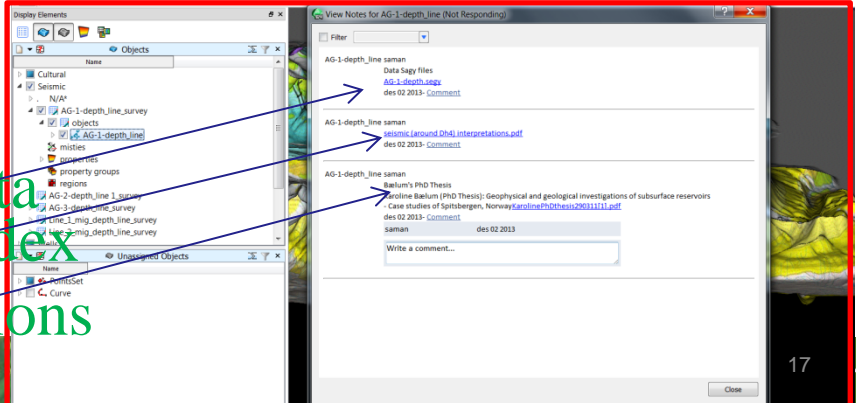 Display Elements
Objects
Name
Cultural
Seismic
N/A*
AG-1-depth_line_survey
objects
AG-1-depth_line
misties
properties
property groups
regions
AG-2-depth_line 1_survey
AG-3-depth_line_survey
Line_1_mig_depth_line_survey
Line_2_mig_depth_line_survey
Unassigned Objects
Name
PointsSet
Curve
ta
dex
ions
View Notes for AG-1-depth_line (Not Responding)
Filter
AG-1-depth_line saman
Data Sagy files
AG-1-depth.segy
des 02 2013- Comment
AG-1-depth_line saman
seismic (around Dh4) interpretations.pdf
des 02 2013- Comment
AG-1-depth_line saman
Bælum's PhD Thesis
Karoline Bælum (PhD Thesis): Geophysical and geological investigations of subsurface reservoirs
- Case studies of Spitsbergen, NorwayKarolinePhDthesis290311[1].pdf
des 02 2013- Comment
saman des 02 2013
Write a comment...
Close
17